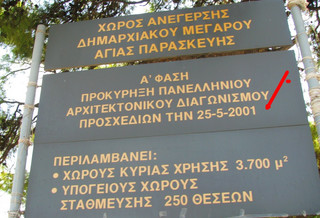 ΧΩΡΟΣ ΑΝΕΓΕΡΣΗΣ
ΔΗΜΑΡΧΙΑΚΟΥ ΜΕΓΑΡΟΥ
ΑΓΙΑΣ ΠΑΡΑΣΚΕΥΗΣ
Α' ΦΑΣΗ
ΠΡΟΚΥΡΗΞΗ ΠΑΝΕΛΛΗΝΙΟΥ
ΑΡΧΙΤΕΚΤΟΝΙΚΟΥ ΔΙΑΓΩΝΙΣΜΟΥ
ΠΡΟΣΧΕΔΙΩΝ ΤΗΝ 25-5-2001
ΠΕΡΙΛΑΜΒΑΝΕΙ:
• ΧΩΡΟΥΣ ΚΥΡΙΑΣ ΧΡΗΣΗΣ 3.700 μ²
• ΥΠΟΓΕΙΟΥΣ ΧΩΡΟΥΣ
ΣΤΑΘΜΕΥΣΗΣ 250 ΘΕΣΕΩΝ